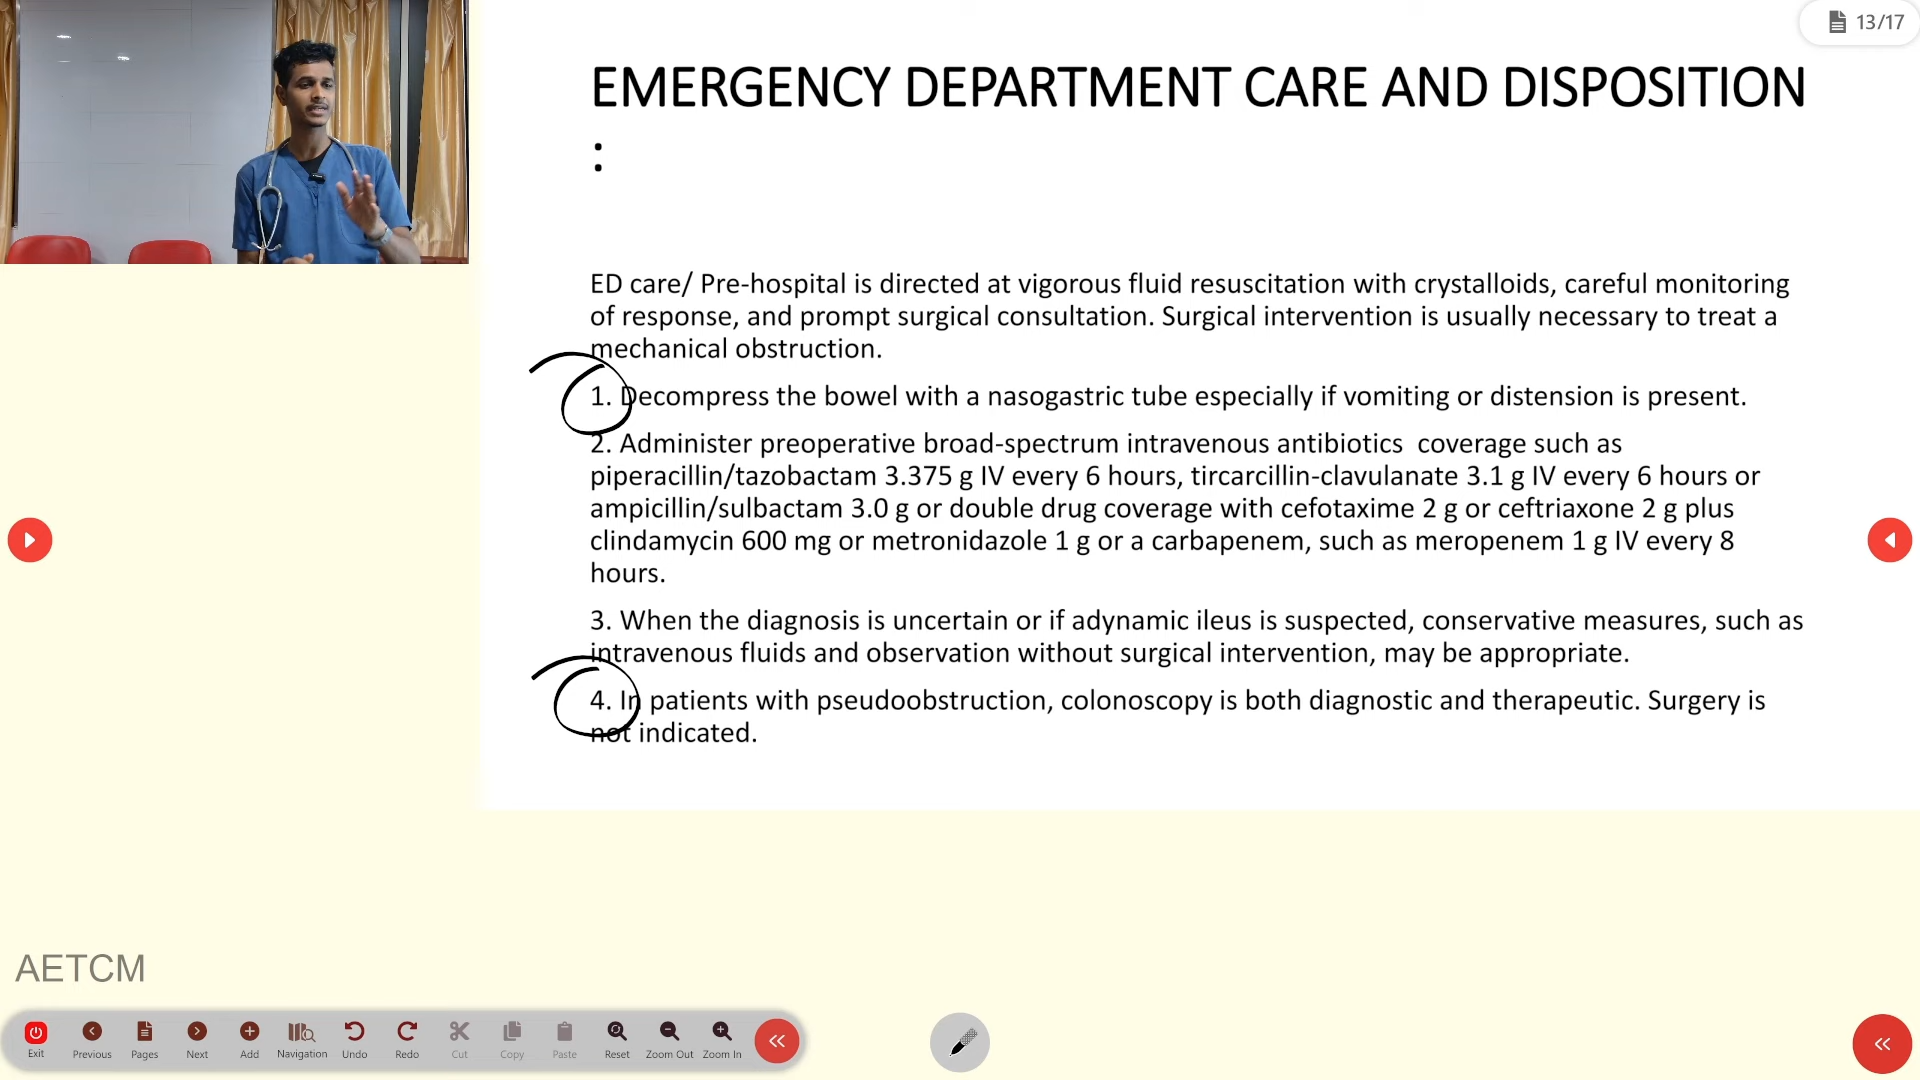 13/17
EMERGENCY DEPARTMENT CARE AND DISPOSITION
:
ED care/ Pre-hospital is directed at vigorous fluid resuscitation with crystalloids, careful monitoring
of response, and prompt surgical consultation. Surgical intervention is usually necessary to treat a
mechanical obstruction.
1. Decompress the bowel with a nasogastric tube especially if vomiting or distension is present.
2. Administer preoperative broad-spectrum intravenous antibiotics  coverage such as
piperacillin/tazobactam 3.375 g IV every 6 hours, tircarcillin-clavulanate 3.1 g IV every 6 hours or
ampicillin/sulbactam 3.0 g or double drug coverage with cefotaxime 2 g or ceftriaxone 2 g plus
clindamycin 600 mg or metronidazole 1 g or a carbapenem, such as meropenem 1 g IV every 8
hours.
3. When the diagnosis is uncertain or if adynamic ileus is suspected, conservative measures, such as
intravenous fluids and observation without surgical intervention, may be appropriate.
4. In patients with pseudoobstruction, colonoscopy is both diagnostic and therapeutic. Surgery is
not indicated.
AETCM
Exit Previous Pages Next Add Navigation Undo Redo Cut Copy Paste Reset Zoom Out Zoom In